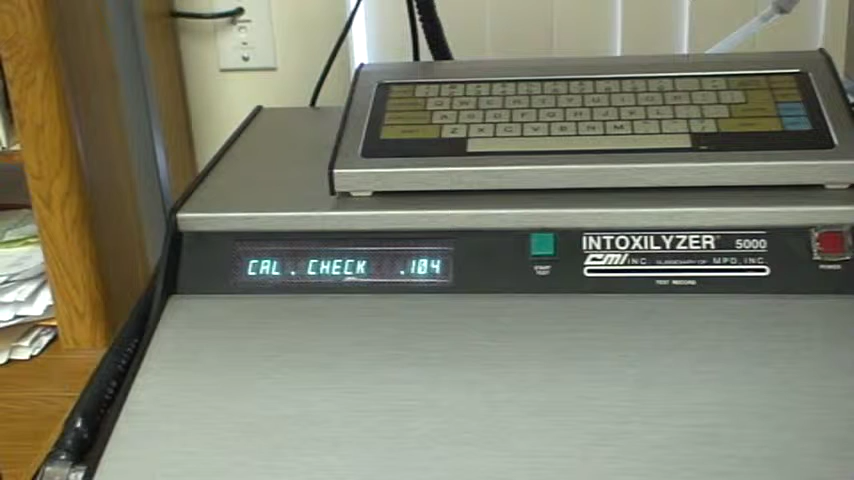 CAL. CHECK .104
START
TEST
INTOXILYZER 5000
CMI INC SUBSIDIARY OF MPD, INC.
TEST RECORD
POWER